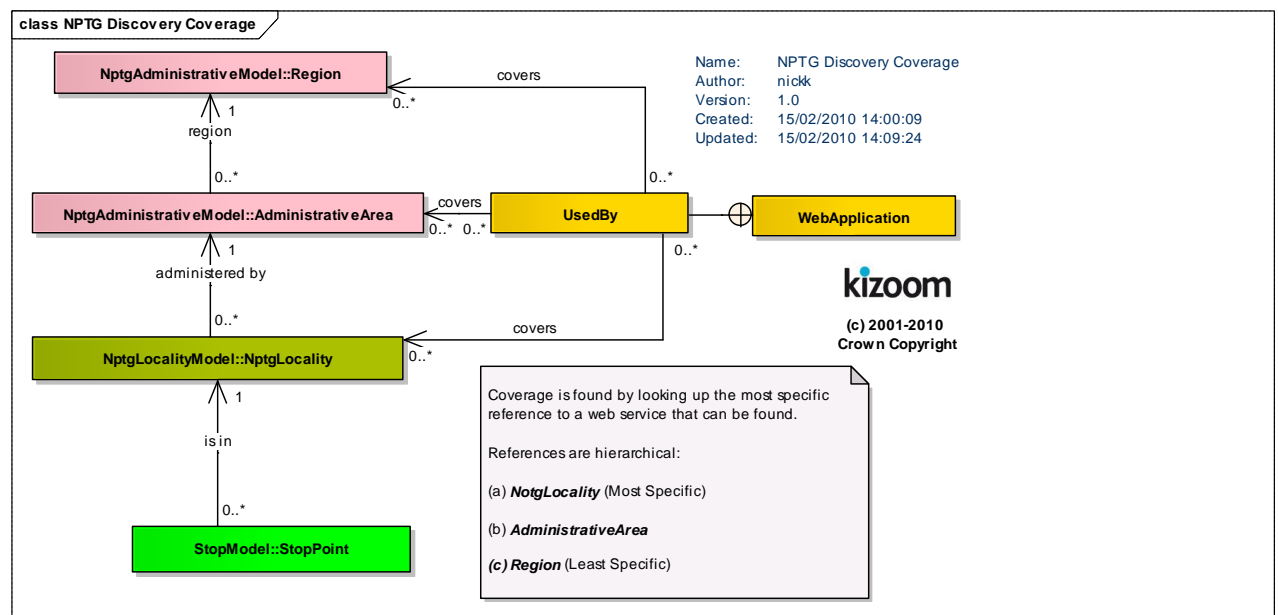 class NPTG Discovery Coverage
NptgAdministrativeModel::Region
covers
0..*
1
region
0..*
0..*
Name: NPTG Discovery Coverage
Author: nickk
Version: 1.0
Created: 15/02/2010 14:00:09
Updated: 15/02/2010 14:09:24
NptgAdministrativeModel::AdministrativeArea
covers
0..* 0..*
UsedBy
WebApplication
1
administered by
0..*
0..*
covers
0..*
NptgLocalityModel::NptgLocality
kizoom
(c) 2001-2010
Crown Copyright
1
is in
0..*
StopModel::StopPoint
Coverage is found by looking up the most specific
reference to a web service that can be found.
References are hierarchical:
(a) NotgLocality (Most Specific)
(b) AdministrativeArea
(c) Region (Least Specific)